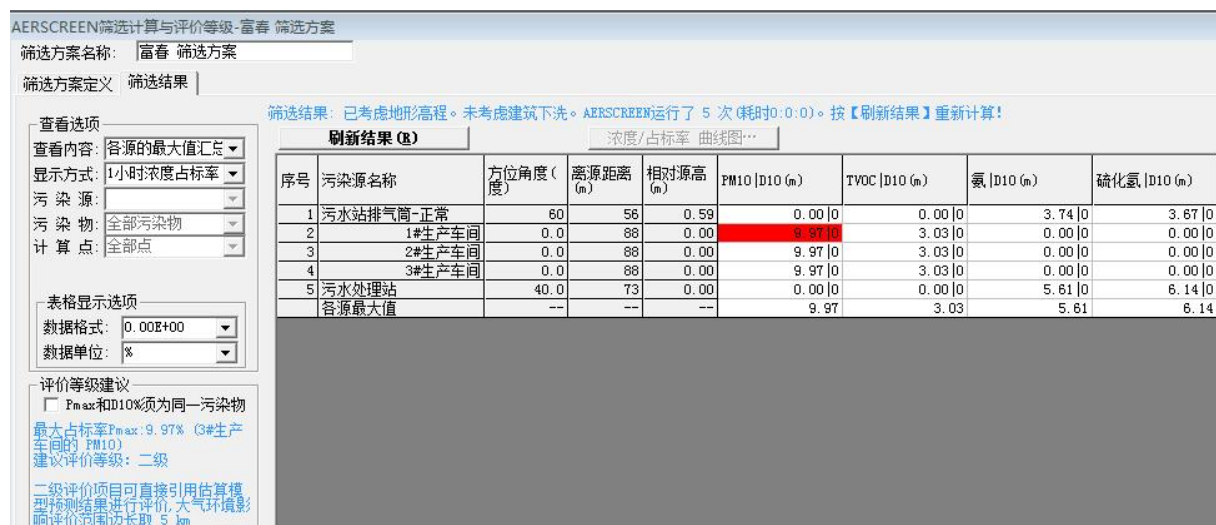 AERSCREEN筛选计算与评价等级-富春 筛选方案
筛选方案名称: 富春 筛选方案
筛选方案定义 筛选结果
筛选结果: 已考虑地形高程。未考虑建筑下洗。AERSCREEN运行了 5 次(耗时0:0:0)。按【刷新结果】重新计算!
刷新结果(R) 浓度/占标率 曲线图…
查看选项
查看内容: 各源的最大值汇总
显示方式: 1小时浓度占标率
污 染 源:
污 染 物: 全部污染物
计 算 点: 全部点
表格显示选项
数据格式: 0.00E+00
数据单位: %
评价等级建议
Pmax和D10%须为同一污染物
最大占标率Pmax:9.97% (3#生产
车间的 PM10)
建议评价等级: 二级
二级评价项目可直接引用估算模
型预测结果进行评价,大气环境影
响评价范围边长取 5 km
序号 污染源名称 方位角度(度) 离源距离(m) 相对源高(m) PM10|D10(m) TVOC|D10(m) 氨|D10(m) 硫化氢|D10(m)
1 污水站排气筒-正常 60 56 0.59 0.00|0 0.00|0 3.74|0 3.67|0
2 1#生产车间 0.0 88 0.00 9.97|0 3.03|0 0.00|0 0.00|0
3 2#生产车间 0.0 88 0.00 9.97|0 3.03|0 0.00|0 0.00|0
4 3#生产车间 0.0 88 0.00 9.97|0 3.03|0 0.00|0 0.00|0
5 污水处理站 40.0 73 0.00 0.00|0 0.00|0 5.61|0 6.14|0
各源最大值 -- -- -- 9.97 3.03 5.61 6.14